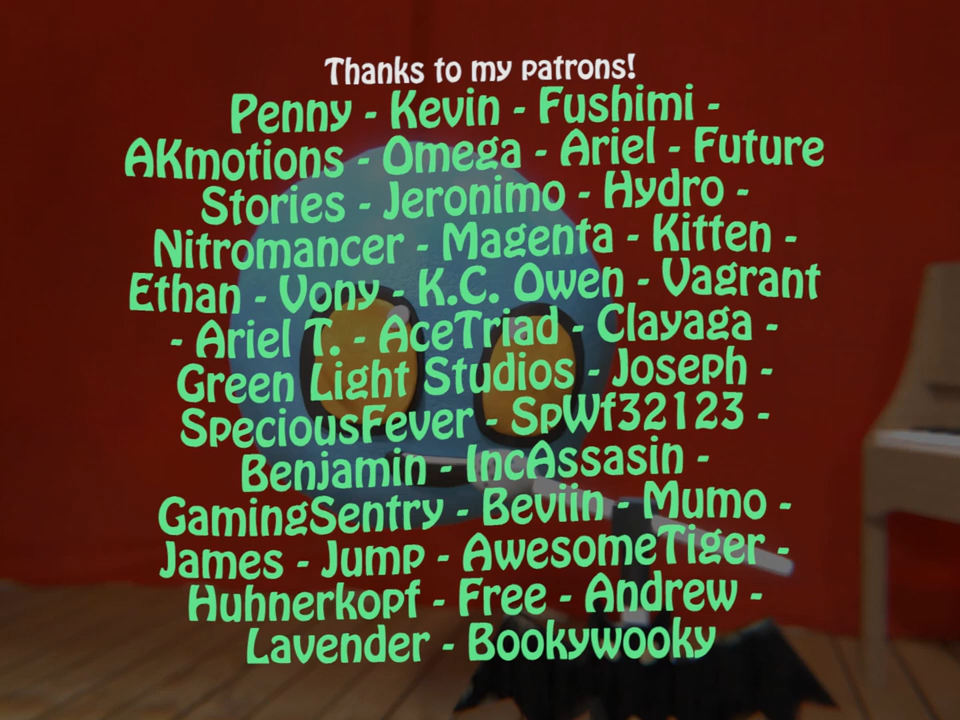 Thanks to my patrons!
Penny - Kevin - Fushimi -
AKmotions - Omega - Ariel - Future
Stories - Jeronimo - Hydro -
Nitromancer - Magenta - Kitten -
Ethan - Vony - K.C. Owen - Vagrant
- Ariel T. - AceTriad - Clayaga -
Green Light Studios - Joseph -
SpeciousFever - SpWf32123 -
Benjamin - IncAssasin -
GamingSentry - Beviin - Mumo -
James - Jump - AwesomeTiger -
Huhnerkopf - Free - Andrew -
Lavender - Bookywooky